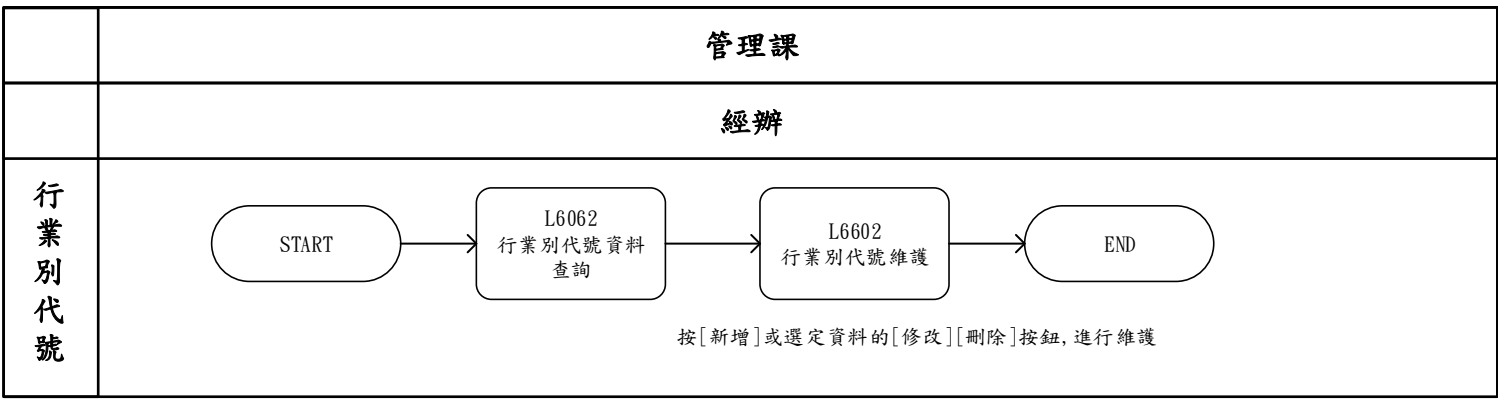 管理課
經辦
行業別代號
START
L6062
行業別代號資料
查詢
L6602
行業別代號維護
END
按[新增]或選定資料的[修改][刪除]按鈕,進行維護